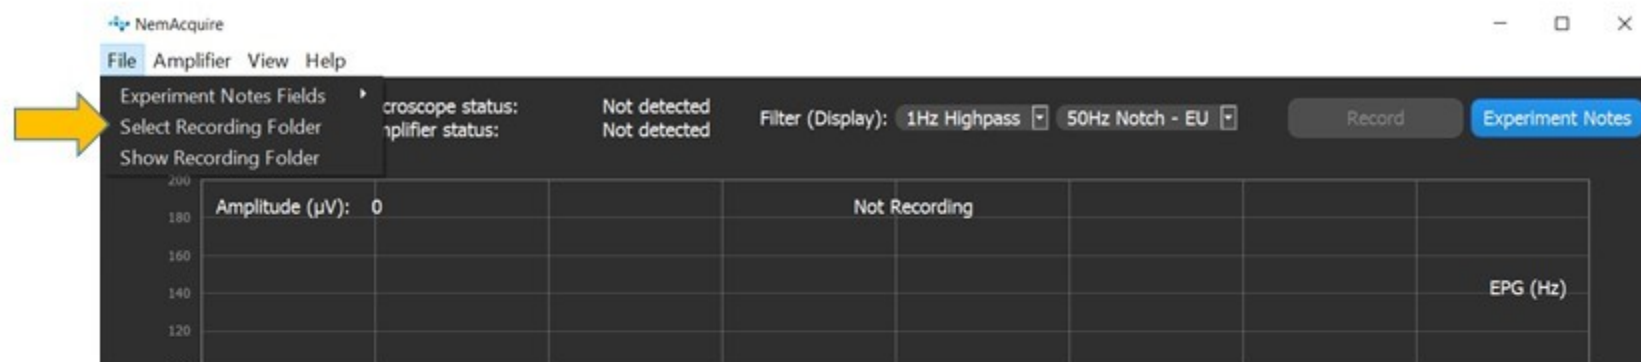 NemAcquire
File Amplifier View Help
Experiment Notes Fields
Select Recording Folder
Show Recording Folder
croscope status: Not detected
nplifier status: Not detected
Filter (Display): 1Hz Highpass 50Hz Notch - EU Record Experiment Notes
200
Amplitude (µV): 0 Not Recording
180
160
140 EPG (Hz)
120